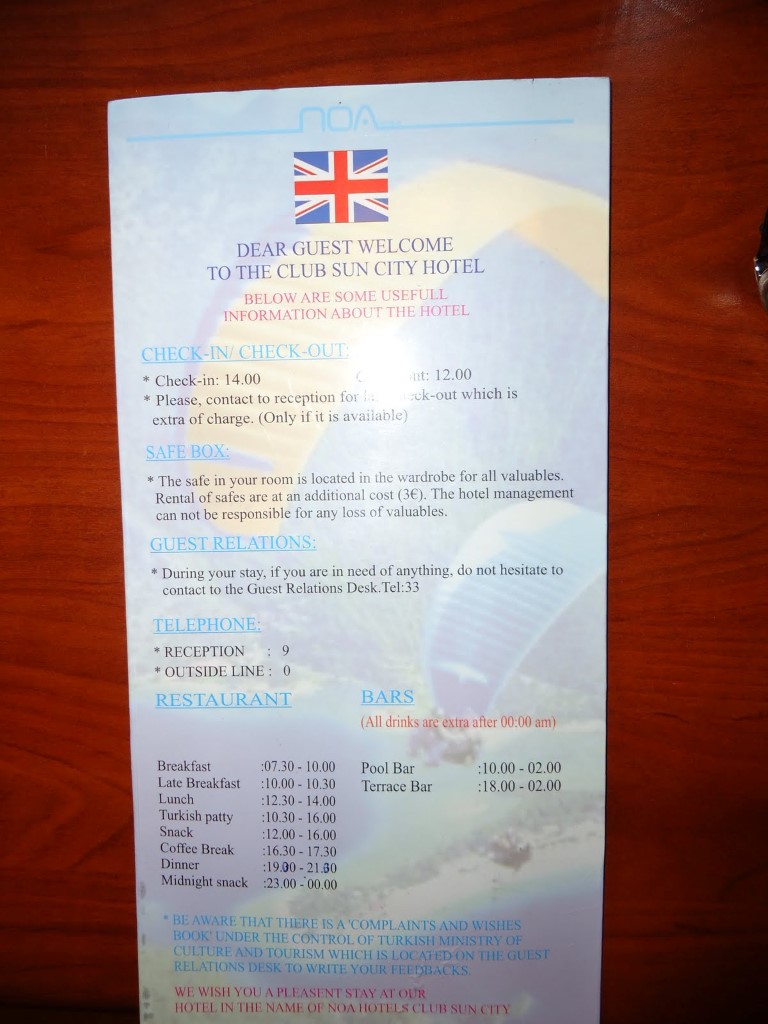 NOA
DEAR GUEST WELCOME
TO THE CLUB SUN CITY HOTEL
BELOW ARE SOME USEFULL
INFORMATION ABOUT THE HOTEL
CHECK-IN/ CHECK-OUT:
* Check-in: 14.00 12.00
* Please, contact to reception for which is
extra of charge. (Only if it is available)
SAFE BOX:
* The safe in your room is located in the wardrobe for all valuables.
Rental of safes are at an additional cost (3€). The hotel management
can not be responsible for any loss of valuables.
GUEST RELATIONS:
* During your stay, if you are in need of anything, do not hesitate to
contact to the Guest Relations Desk.Tel:33
TELEPHONE:
* RECEPTION : 9
* OUTSIDE LINE : 0
RESTAURANT
Breakfast :07.30 - 10.00
Late Breakfast :10.00 - 10.30
Lunch :12.30 - 14.00
Turkish patty :10.30 - 16.00
Snack :12.00 - 16.00
Coffee Break :16.30 - 17.30
Dinner
Midnight snack :23.00 - 00.00
BARS
(All drinks are extra after 00:00 am)
Pool Bar :10.00 - 02.00
Terrace Bar :18.00 - 02.00
* BE AWARE THAT THERE IS A 'COMPLAINTS AND WISHES
BOOK' UNDER THE CONTROL OF TURKISH MINISTRY OF
CULTURE AND TOURISM WHICH IS LOCATED ON THE GUEST
RELATIONS DESK TO WRITE YOUR FEEDBACKS.
WE WISH YOU A PLEASENT STAY AT OUR
HOTEL IN THE NAME OF NOA HOTELS CLUB SUN CITY